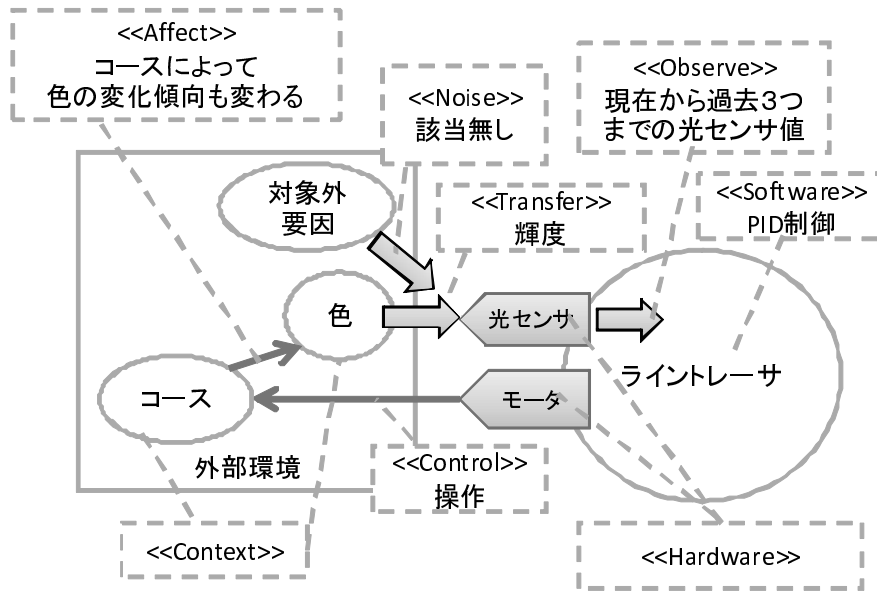 <<Affect>>
コースによって
色の変化傾向も変わる
<<Noise>>
該当無し
<<Observe>>
現在から過去３つ
までの光センサ値
<<Transfer>>
輝度
<<Software>>
PID制御
対象外
要因
色
光センサ
ライントレーサ
コース
モータ
外部環境
<<Control>>
操作
<<Context>>
<<Hardware>>